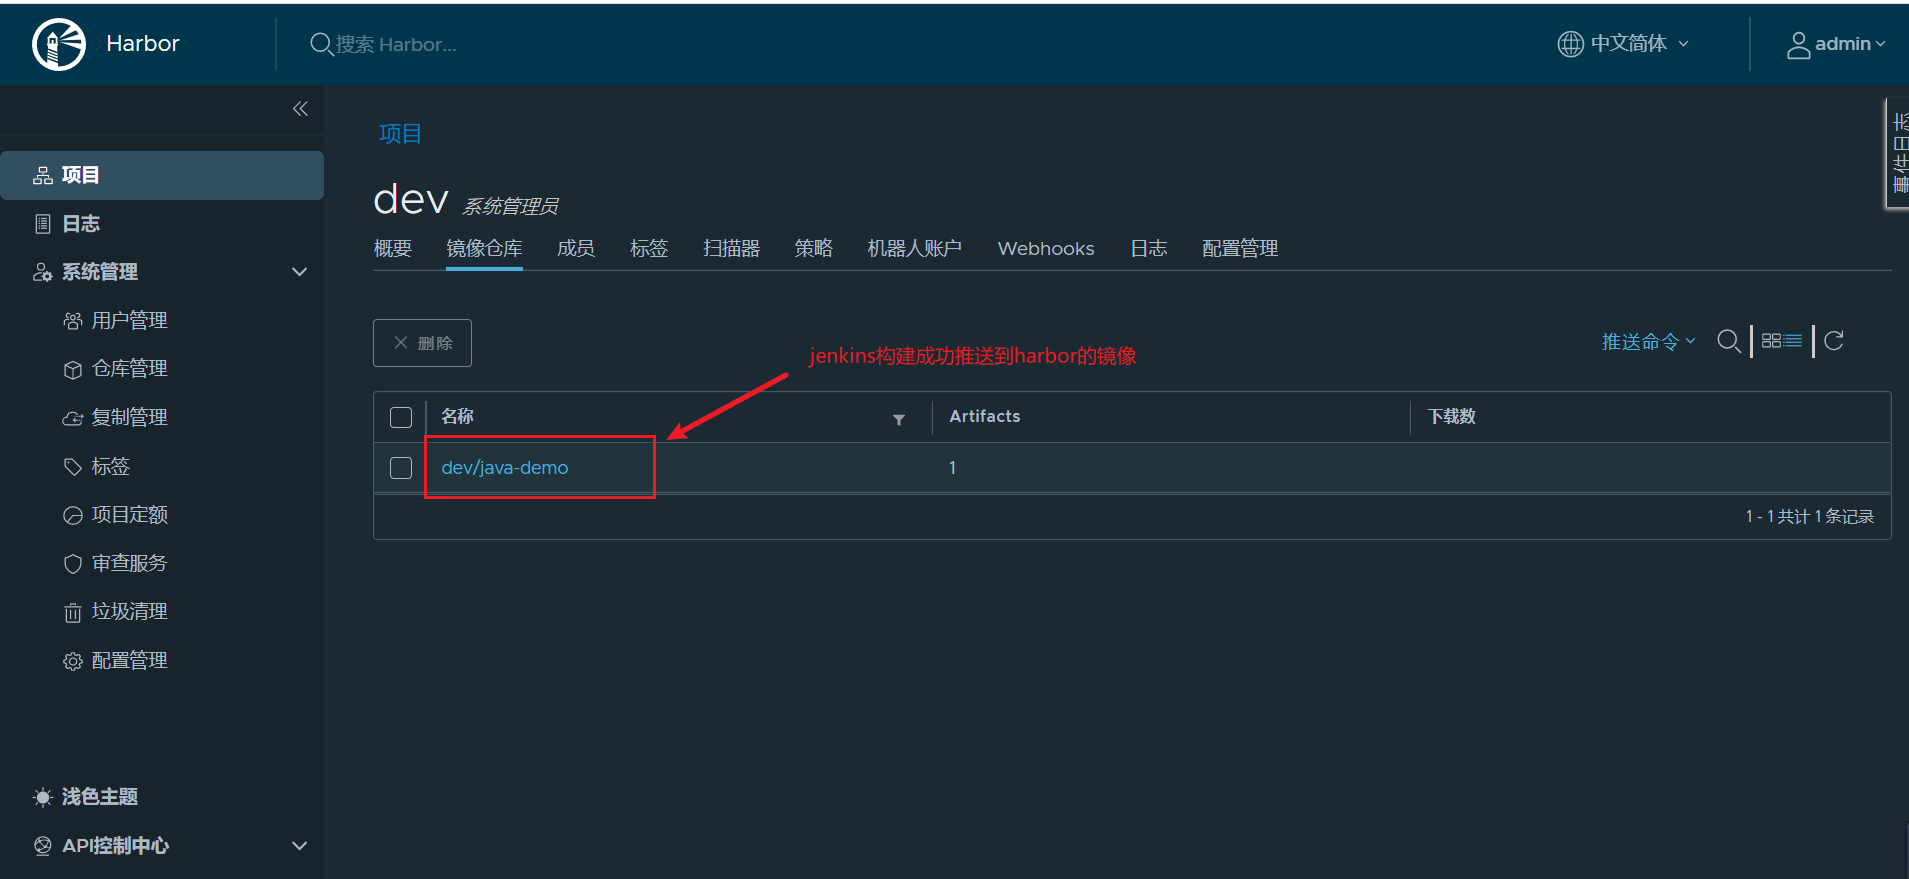 Harbor
搜索 Harbor...
中文简体
admin
项目
日志
系统管理
用户管理
仓库管理
复制管理
标签
项目定额
审查服务
垃圾清理
配置管理
浅色主题
API控制中心
项目
dev 系统管理员
概要 镜像仓库 成员 标签 扫描器 策略 机器人账户 Webhooks 日志 配置管理
删除
jenkins构建成功推送到harbor的镜像
推送命令
名称 Artifacts 下载数
dev/java-demo 1
1 - 1 共计 1 条记录
事件日志